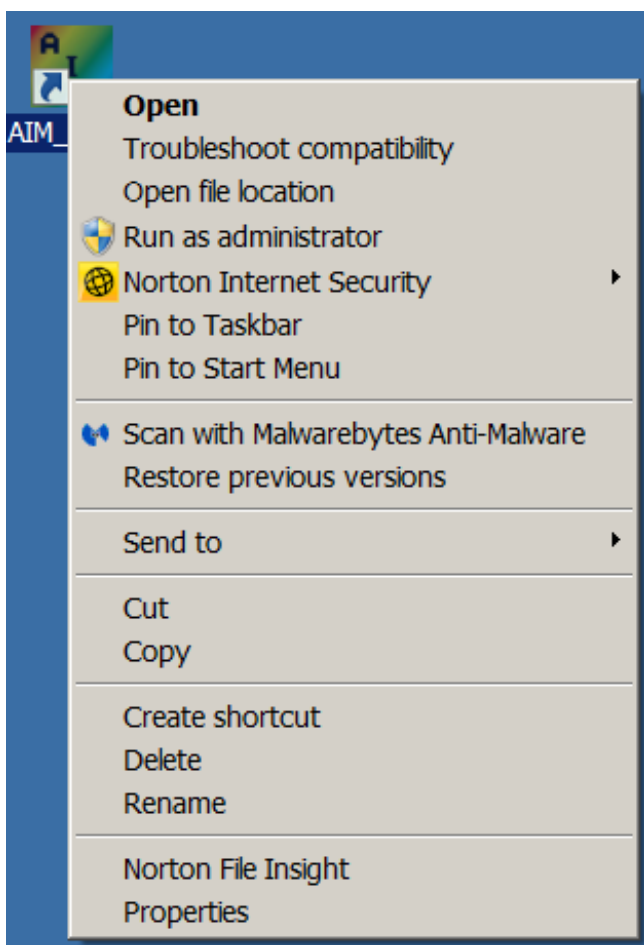 A
I
AIM_
Open
Troubleshoot compatibility
Open file location
Run as administrator
Norton Internet Security
Pin to Taskbar
Pin to Start Menu
Scan with Malwarebytes Anti-Malware
Restore previous versions
Send to
Cut
Copy
Create shortcut
Delete
Rename
Norton File Insight
Properties